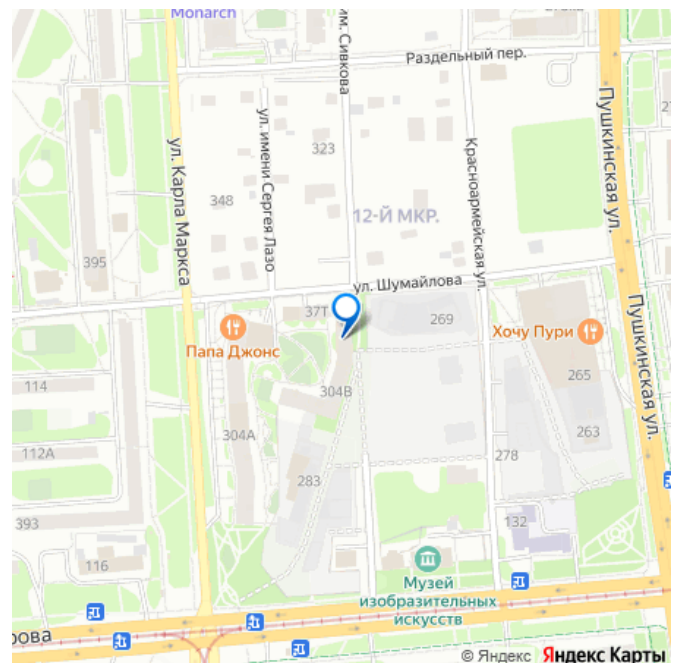 Monarch
им. Сивкова
Раздельный пер.
Пушкинская ул.
ул. имени Сергея Лазо
323
ул. Карла Маркса
Красноармейская ул.
348
12-Й МКР.
395
ул. Шумайлова
37Т
269
Папа Джонс
Хочу Пури
Пушкинская ул.
114
304В
265
304А
263
112А
278
283
393
132
116
Музей
изобразительных
искусств
рова
© Яндекс Яндекс Карты